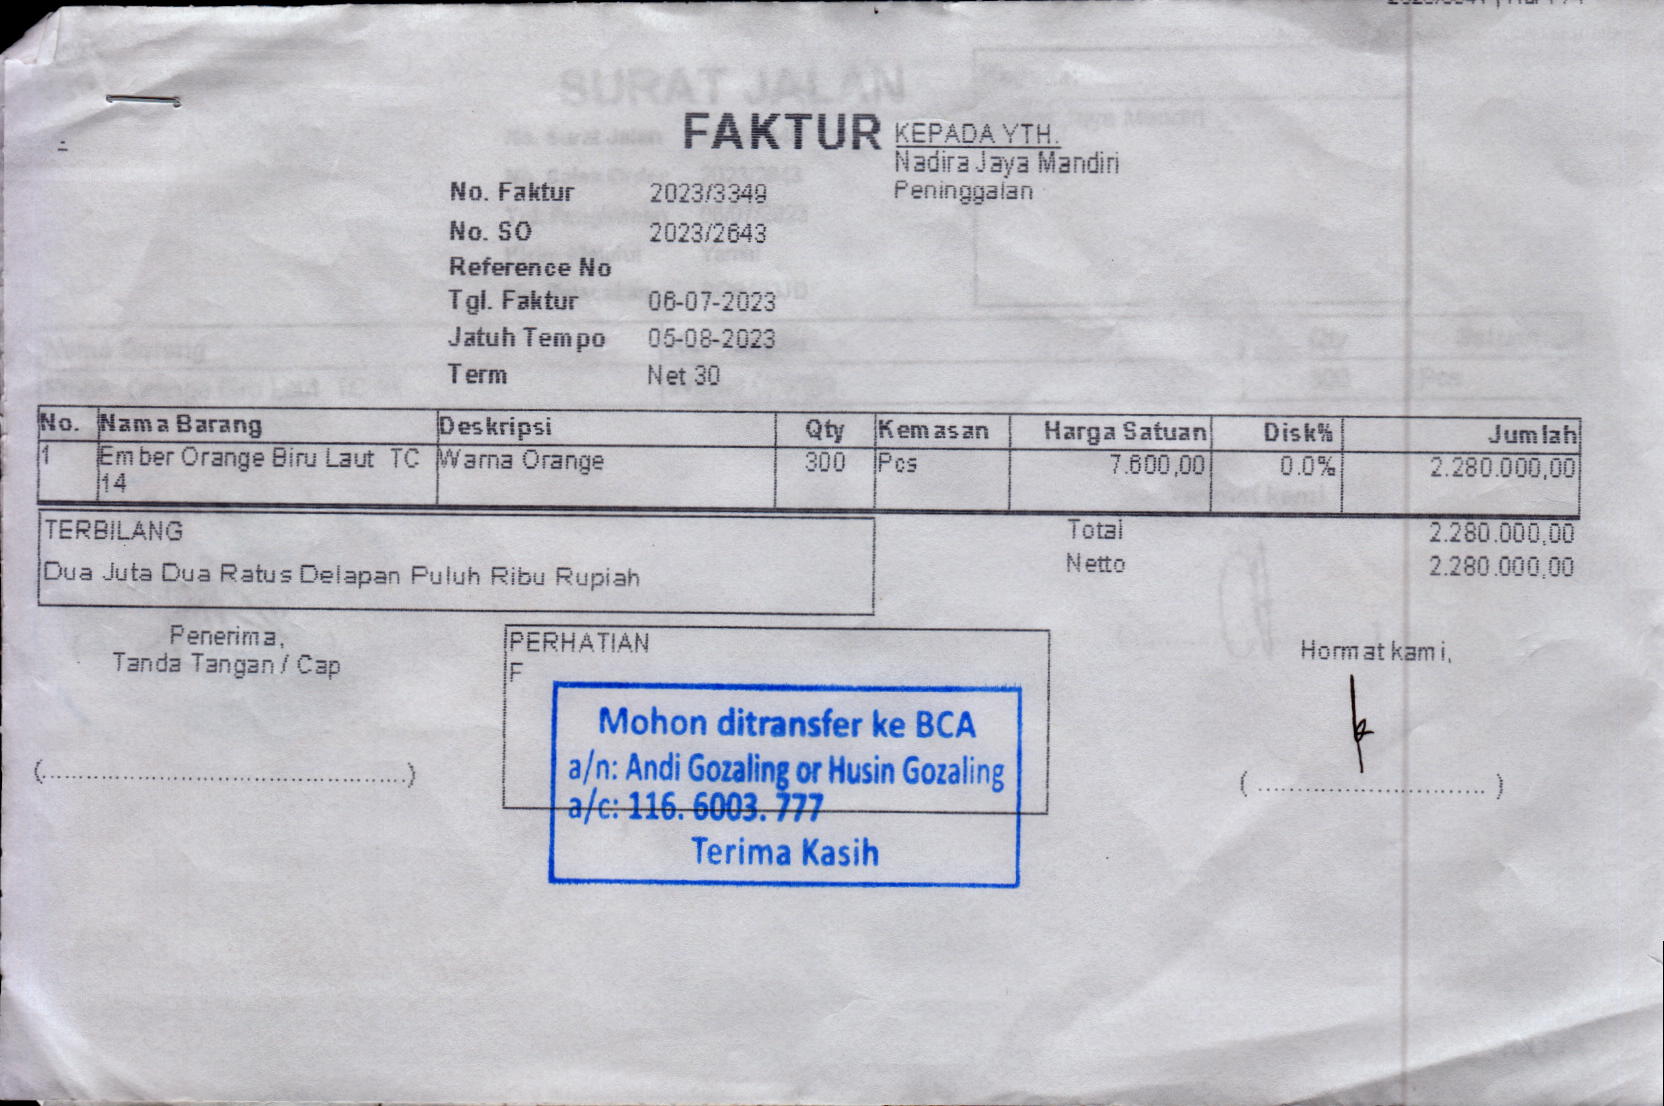 FAKTUR
KEPADA YTH.
Nadira Jaya Mandiri
Peninggalan
No. Faktur 2023/3349
No. SO 2023/2643
Reference No
Tgl. Faktur 06-07-2023
Jatuh Tempo 05-08-2023
Term Net 30
No. Nama Barang Deskripsi Qty Kemasan Harga Satuan Disk% Jumlah
1 Ember Orange Biru Laut TC Warna Orange 300 Pcs 7.600,00 0.0% 2.280.000,00
14
TERBILANG
Dua Juta Dua Ratus Delapan Puluh Ribu Rupiah
Total 2.280.000,00
Netto 2.280.000,00
Penerima,
Tanda Tangan / Cap
(.................................................)
PERHATIAN
F
Mohon ditransfer ke BCA
a/n: Andi Gozaling or Husin Gozaling
a/c: 116. 6003. 777
Terima Kasih
Hormat kami,
( ............................... )